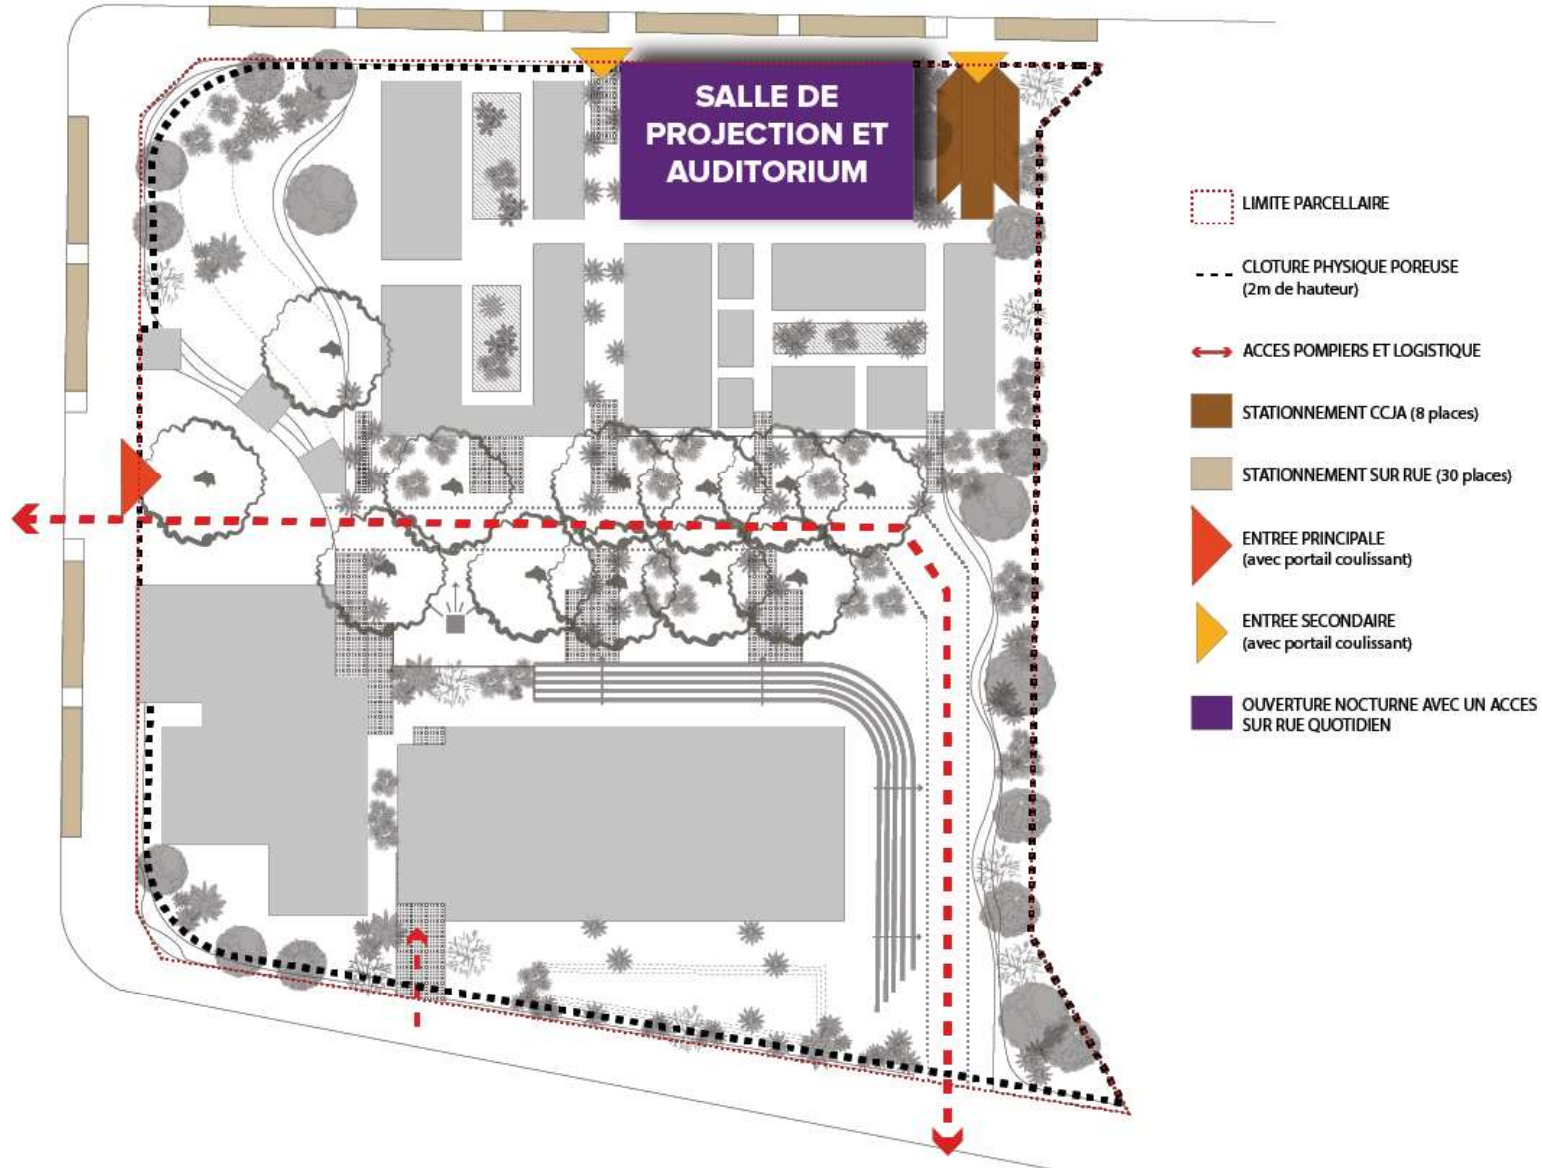 SALLE DE
PROJECTION ET
AUDITORIUM
LIMITE PARCELLAIRE
CLOTURE PHYSIQUE POREUSE
(2m de hauteur)
ACCES POMPIERS ET LOGISTIQUE
STATIONNEMENT CCJA (8 places)
STATIONNEMENT SUR RUE (30 places)
ENTREE PRINCIPALE
(avec portail coulissant)
ENTREE SECONDAIRE
(avec portail coulissant)
OUVERTURE NOCTURNE AVEC UN ACCES
SUR RUE QUOTIDIEN